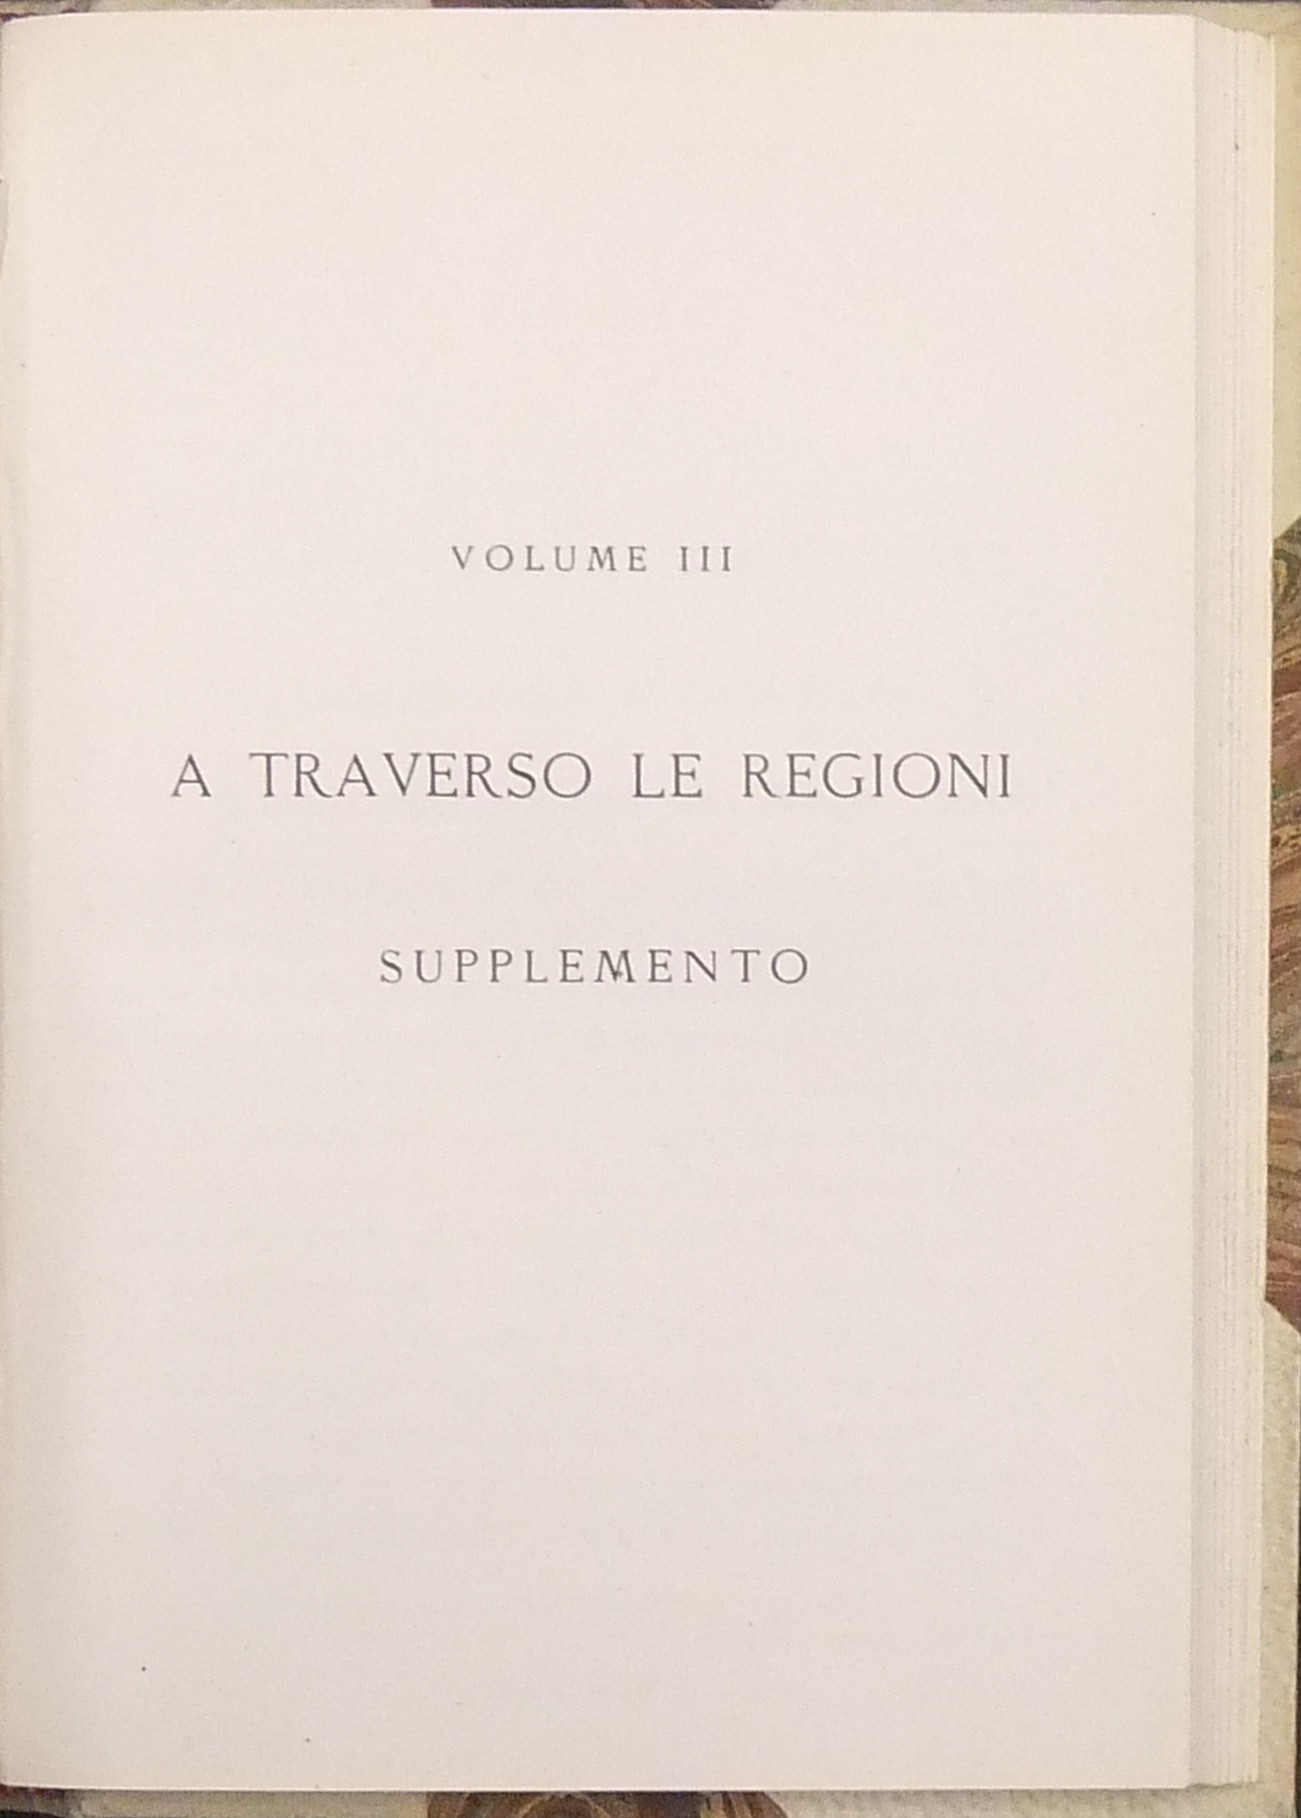 VOLUME III
A TRAVERSO LE REGIONI
SUPPLEMENTO